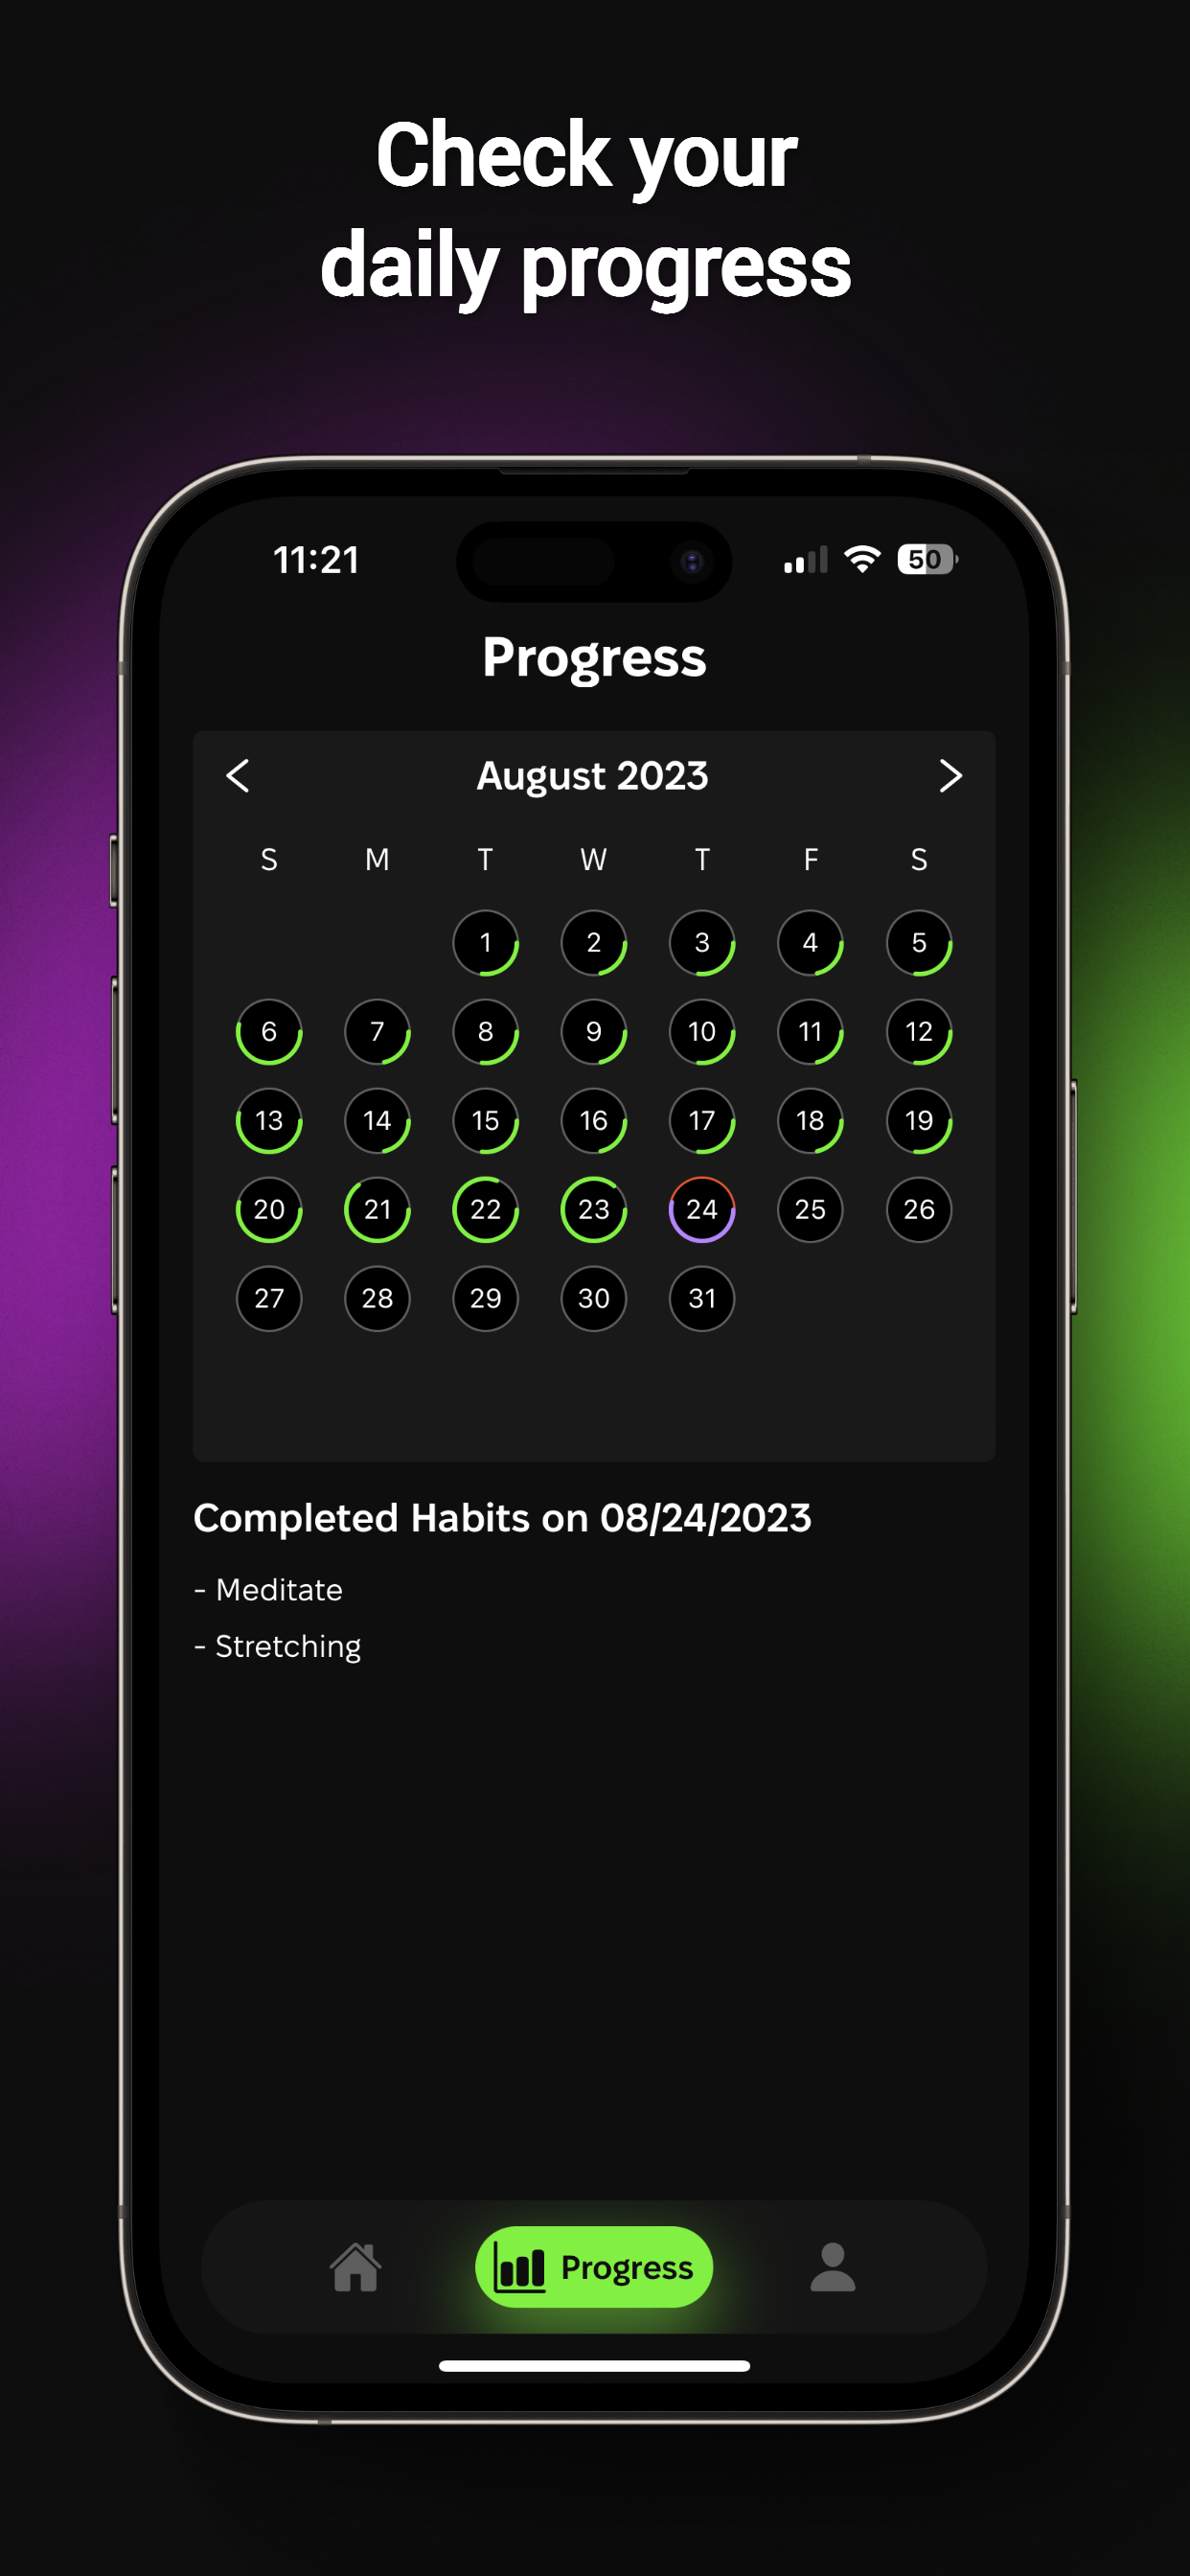 Check your
daily progress
11:21
50
Progress
August 2023
S M T W T F S
1 2 3 4 5
6 7 8 9 10 11 12
13 14 15 16 17 18 19
20 21 22 23 24 25 26
27 28 29 30 31
Completed Habits on 08/24/2023
- Meditate
- Stretching
Progress